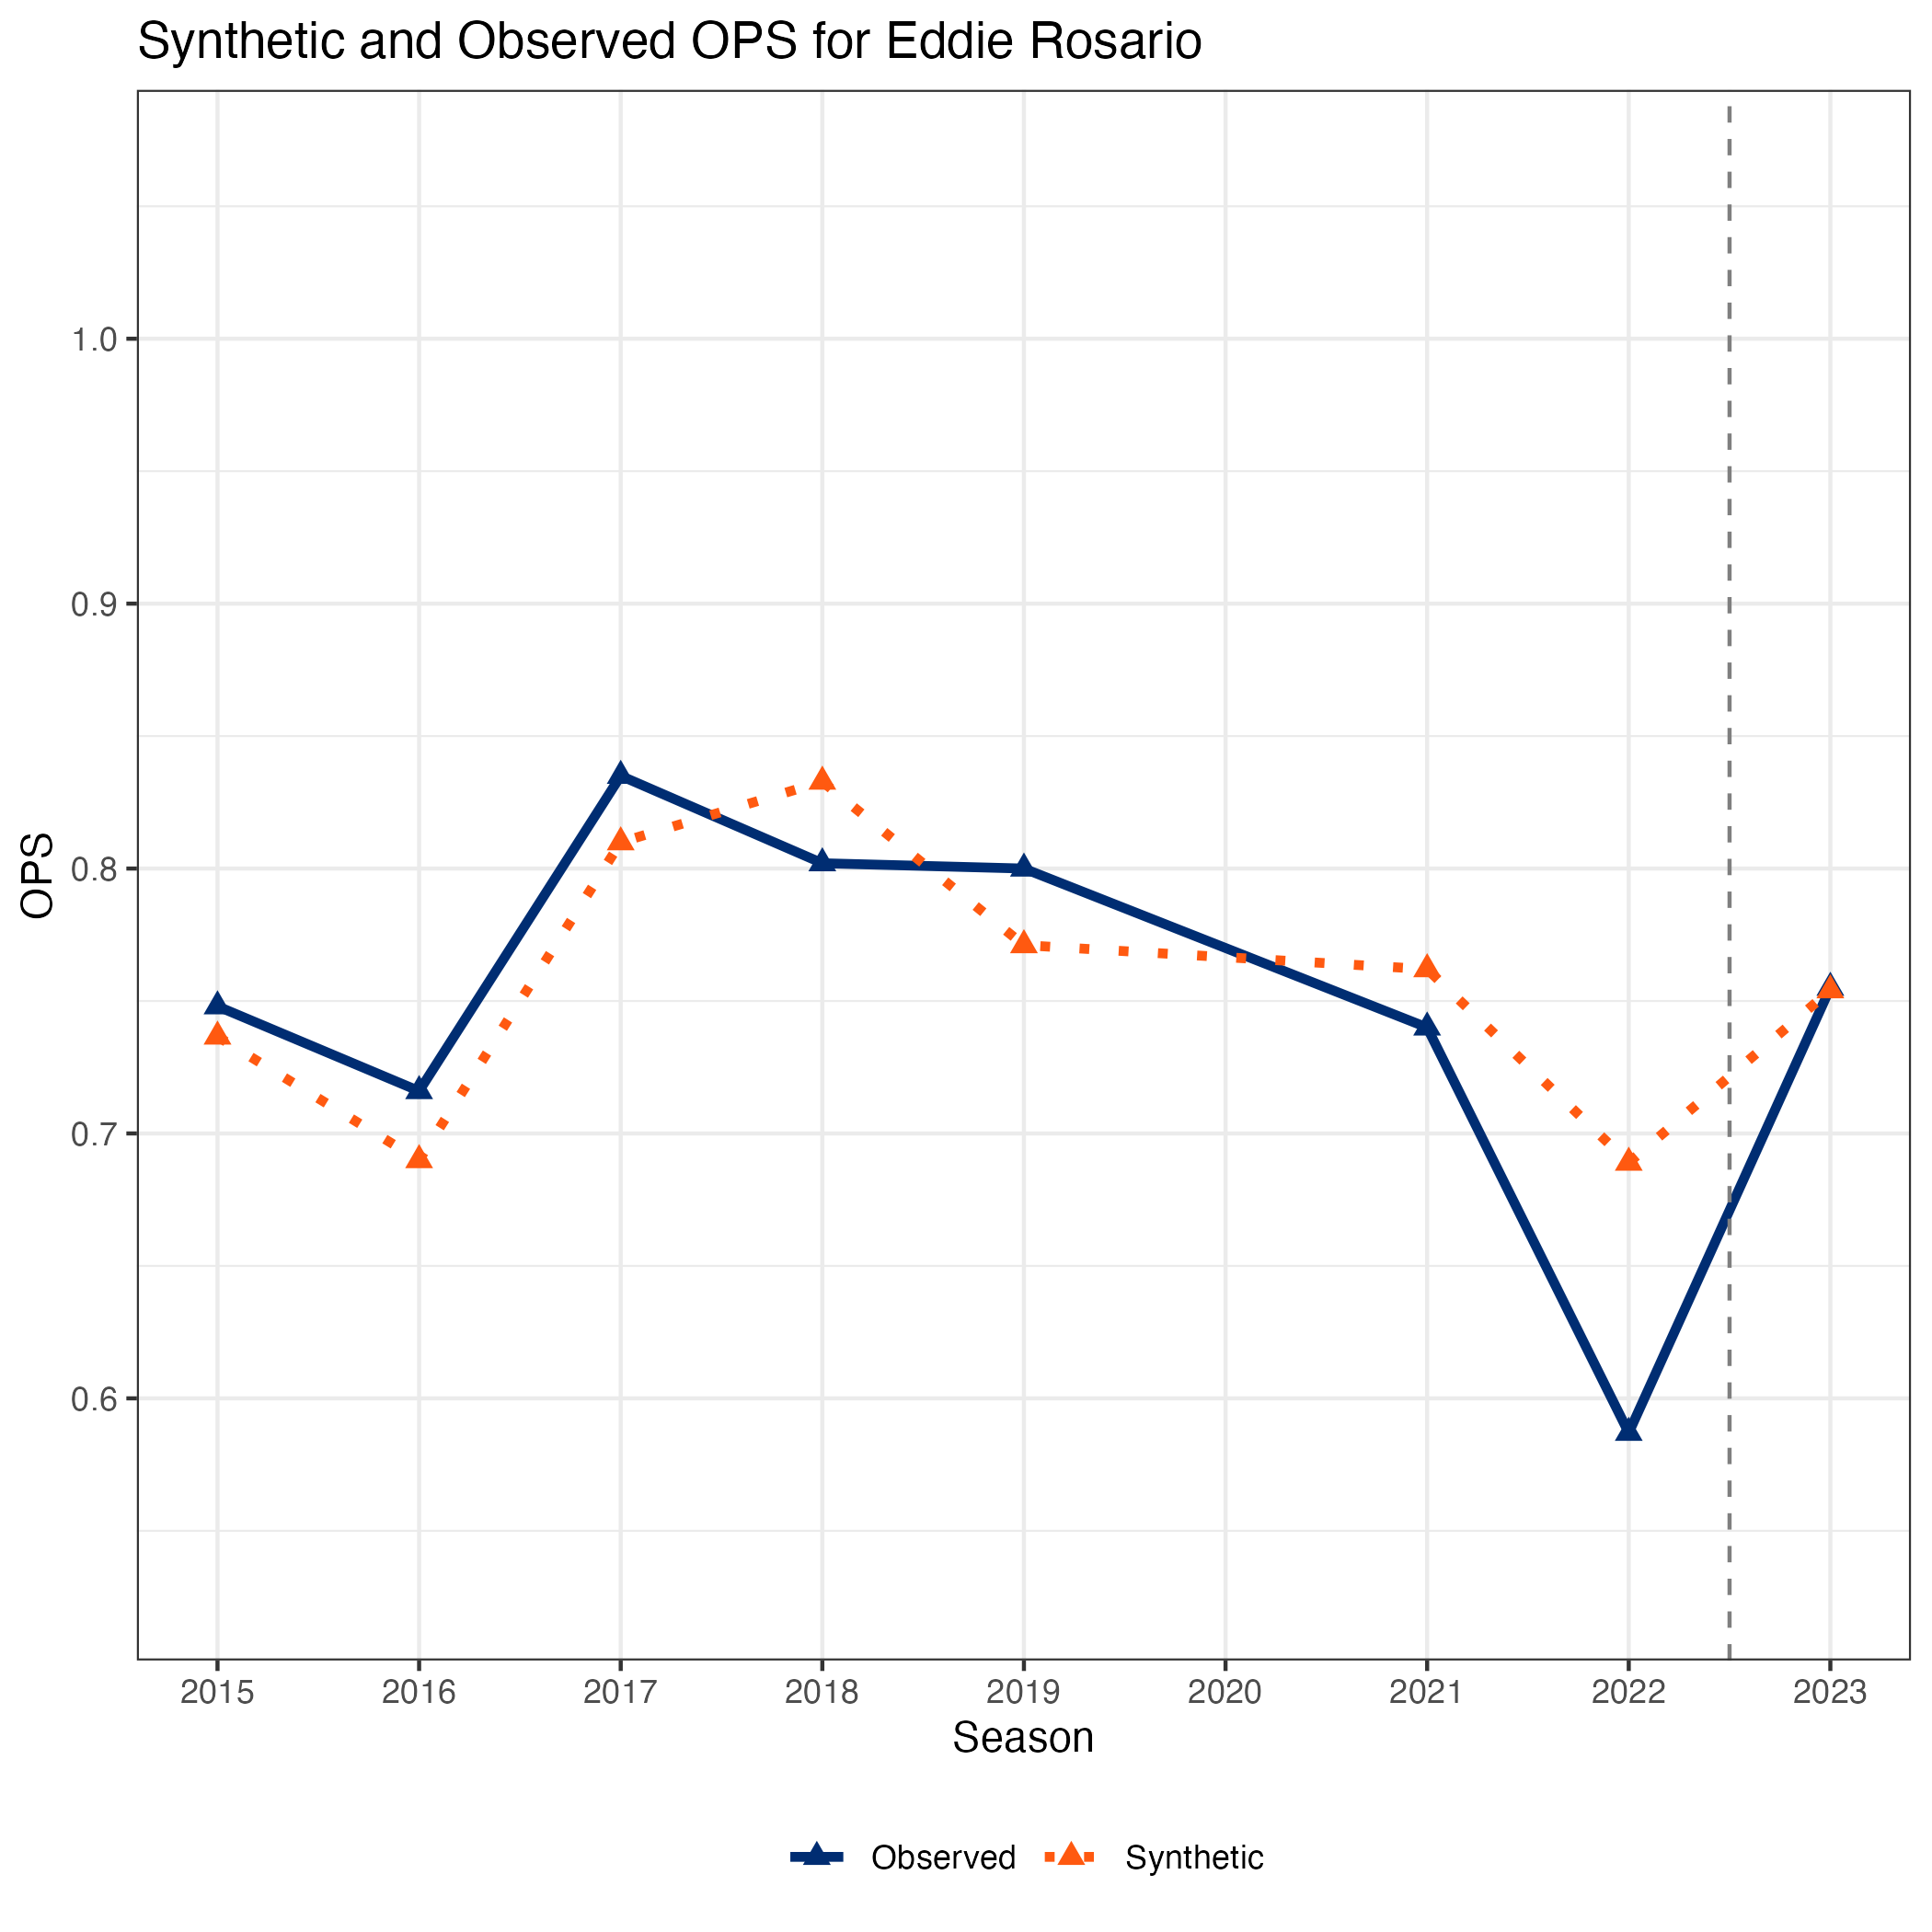 Synthetic and Observed OPS for Eddie Rosario
1.0
0.9
0.8
0.7
0.6
OPS
2015 2016 2017 2018 2019 2020 2021 2022 2023
Season
Observed Synthetic